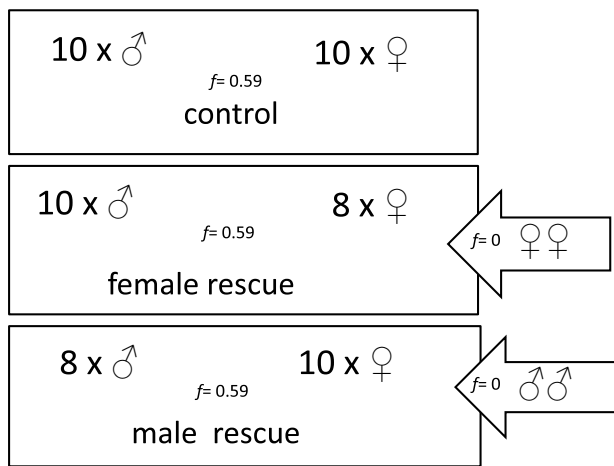 10 x ♂ 10 x ♀
f= 0.59
control
10 x ♂ 8 x ♀
f= 0.59
f= 0 ♀♀
female rescue
8 x ♂ 10 x ♀
f= 0.59
f= 0 ♂♂
male rescue